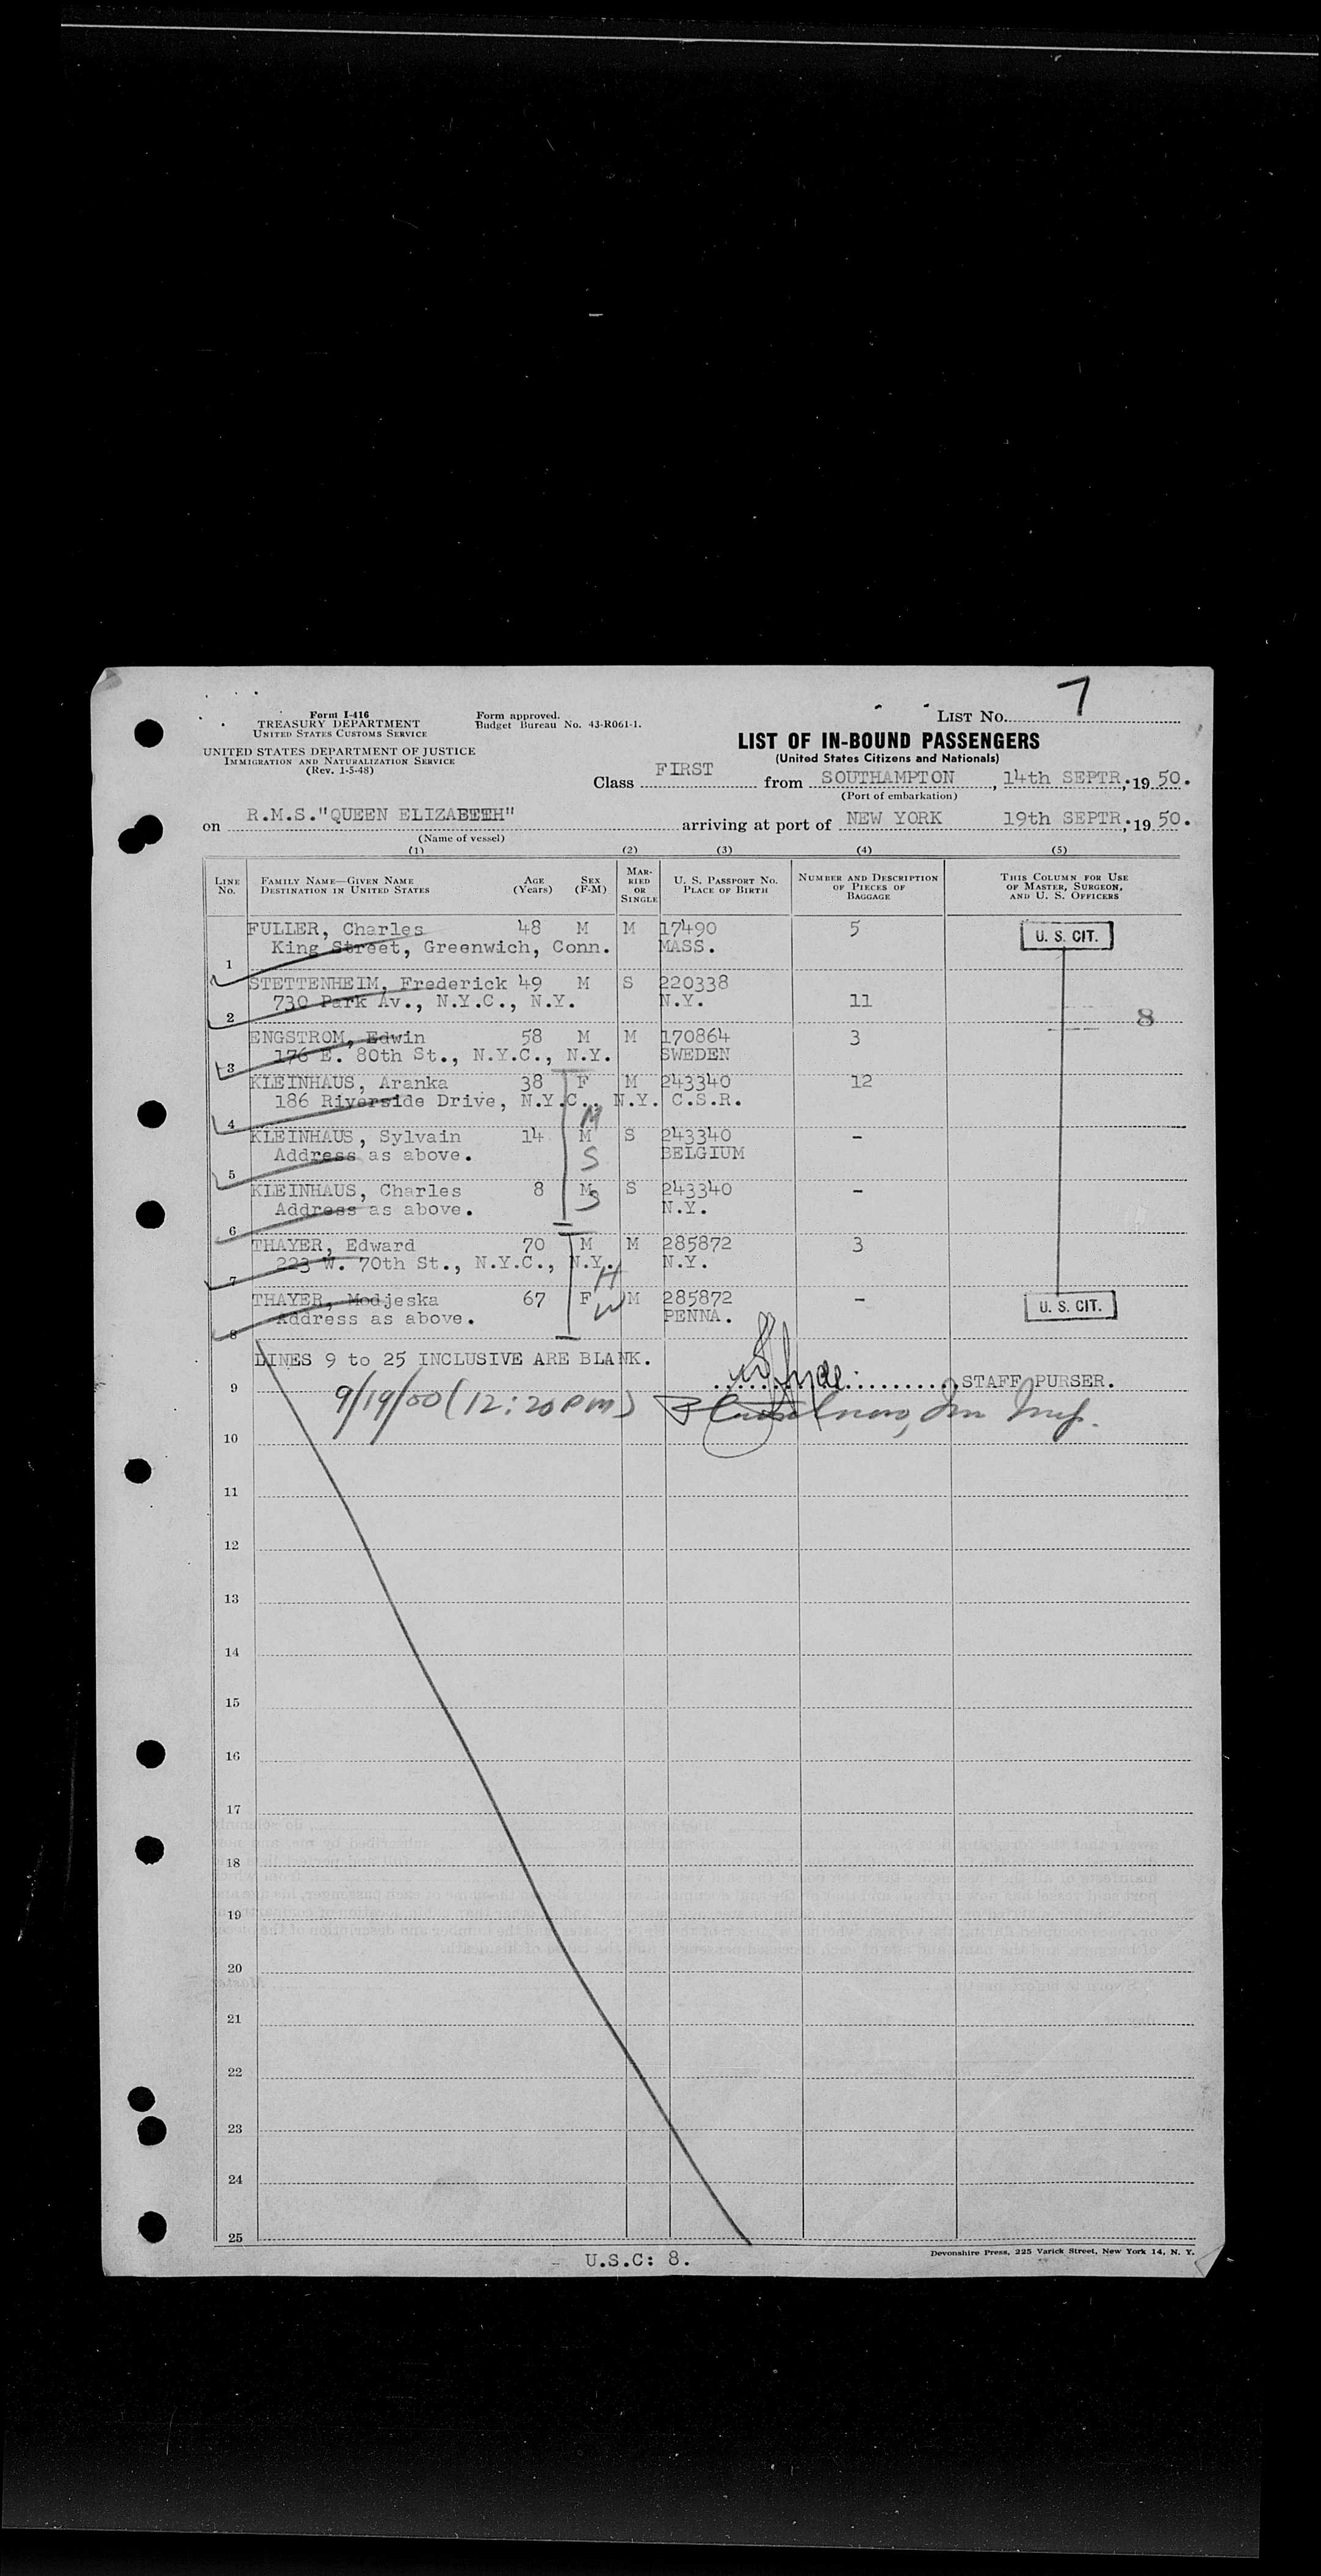 7
Form I-416
TREASURY DEPARTMENT
UNITED STATES CUSTOMS SERVICE
UNITED STATES DEPARTMENT OF JUSTICE
IMMIGRATION AND NATURALIZATION SERVICE
(Rev. 1-5-48)
Form approved.
Budget Bureau No. 43-R061-1.
LIST NO.
LIST OF IN-BOUND PASSENGERS
(United States Citizens and Nationals)
Class FIRST from SOUTHAMPTON, 14th SEPTR. 1950.
(Port of embarkation)
on R.M.S."QUEEN ELIZABETH" arriving at port of NEW YORK 19th SEPTR. 1950.
(Name of vessel)
(1) (2) (3) (4) (5)
LINE NO. FAMILY NAME—GIVEN NAME DESTINATION IN UNITED STATES AGE (Years) SEX (F-M) MARRIED OR SINGLE U. S. PASSPORT NO. PLACE OF BIRTH NUMBER AND DESCRIPTION OF PIECES OF BAGGAGE THIS COLUMN FOR USE OF MASTER, SURGEON, AND U. S. OFFICERS
FULLER, Charles 48 M M 17490 5 U. S. CIT.
1 King Street, Greenwich, Conn. MASS.
STETTENHEIM, Frederick 49 M S 220338
2 730 Park Av., N.Y.C., N.Y. N.Y. 11 8
ENGSTROM, Edwin 58 M M 170864 3
3 176 E. 80th St., N.Y.C., N.Y. SWEDEN
KLEINHAUS, Aranka 38 F M 243340 12
4 186 Riverside Drive, N.Y.C., N.Y. C.S.R.
M
KLEINHAUS, Sylvain 14 M S 243340 -
5 Address as above. S BELGIUM
KLEINHAUS, Charles 8 M S 243340 -
6 Address as above. S N.Y.
THAYER, Edward 70 M M 285872 3
7 223 W. 70th St., N.Y.C., N.Y. N.Y.
H
THAYER, Modjeska 67 F M 285872 - U. S. CIT.
8 Address as above. W PENNA.
LINES 9 to 25 INCLUSIVE ARE BLANK.
9 STAFF PURSER.
9/19/50 (12:20 PM) Imm Insp.
10
11
12
13
14
15
16
17
18
19
20
21
22
23
24
25
U.S.C: 8.
Devonshire Press, 225 Varick Street, New York 14, N. Y.